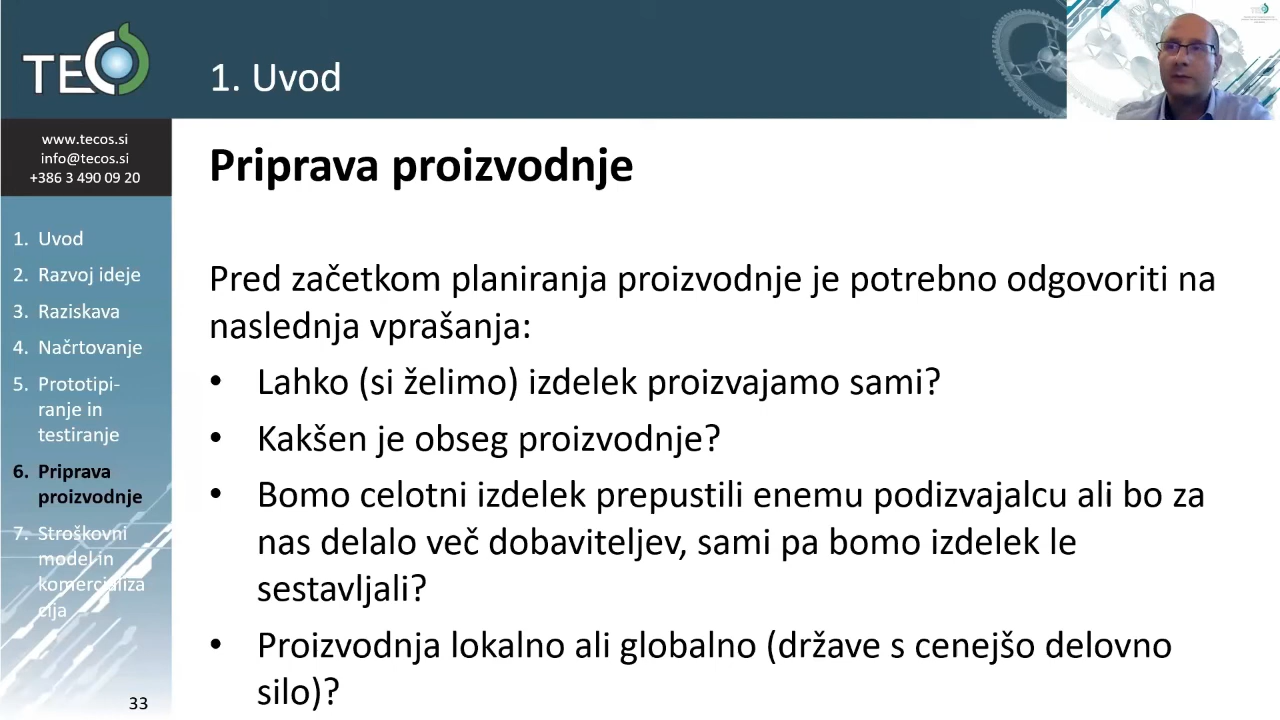 TECOS
1. Uvod
www.tecos.si
info@tecos.si
+386 3 490 09 20
1. Uvod
2. Razvoj ideje
3. Raziskava
4. Načrtovanje
5. Prototipi-
ranje in
testiranje
6. Priprava
proizvodnje
7. Stroškovni
model in
komercializa
cija
33
Priprava proizvodnje
Pred začetkom planiranja proizvodnje je potrebno odgovoriti na
naslednja vprašanja:
• Lahko (si želimo) izdelek proizvajamo sami?
• Kakšen je obseg proizvodnje?
• Bomo celotni izdelek prepustili enemu podizvajalcu ali bo za
nas delalo več dobaviteljev, sami pa bomo izdelek le
sestavljali?
• Proizvodnja lokalno ali globalno (države s cenejšo delovno
silo)?